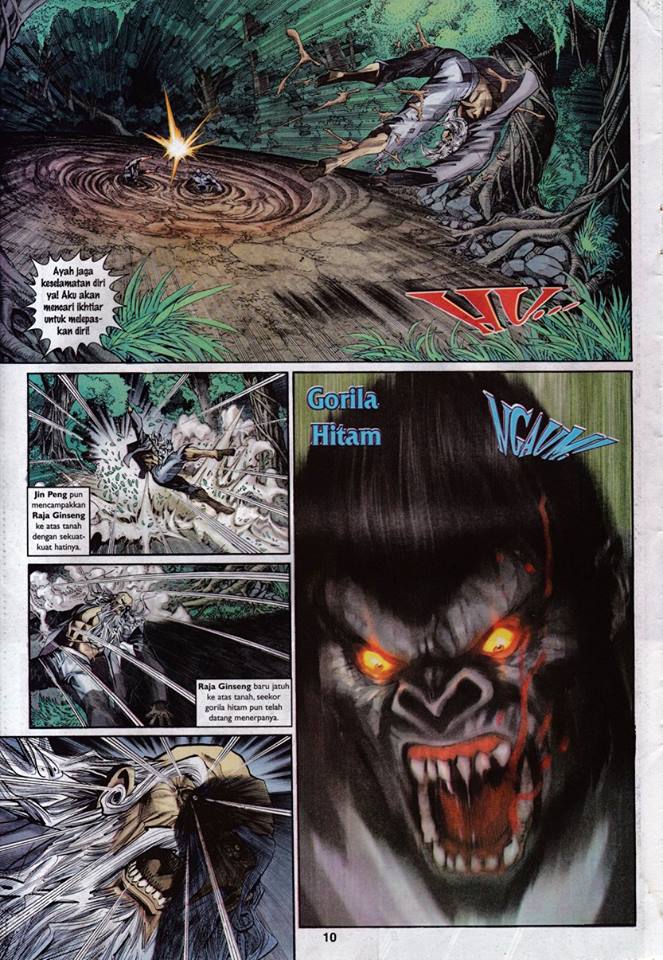 Ayah jaga
keselamatan diri
ya! Aku akan
mencari ikhtiar
untuk melepas-
kan diri!
HU...
Jin Peng pun
mencampakkan
Raja Ginseng
ke atas tanah
dengan sekuat-
kuat hatinya.
Raja Ginseng baru jatuh
ke atas tanah, seekor
gorila hitam pun telah
datang menerpanya.
Gorila
Hitam
NGAUM!
10